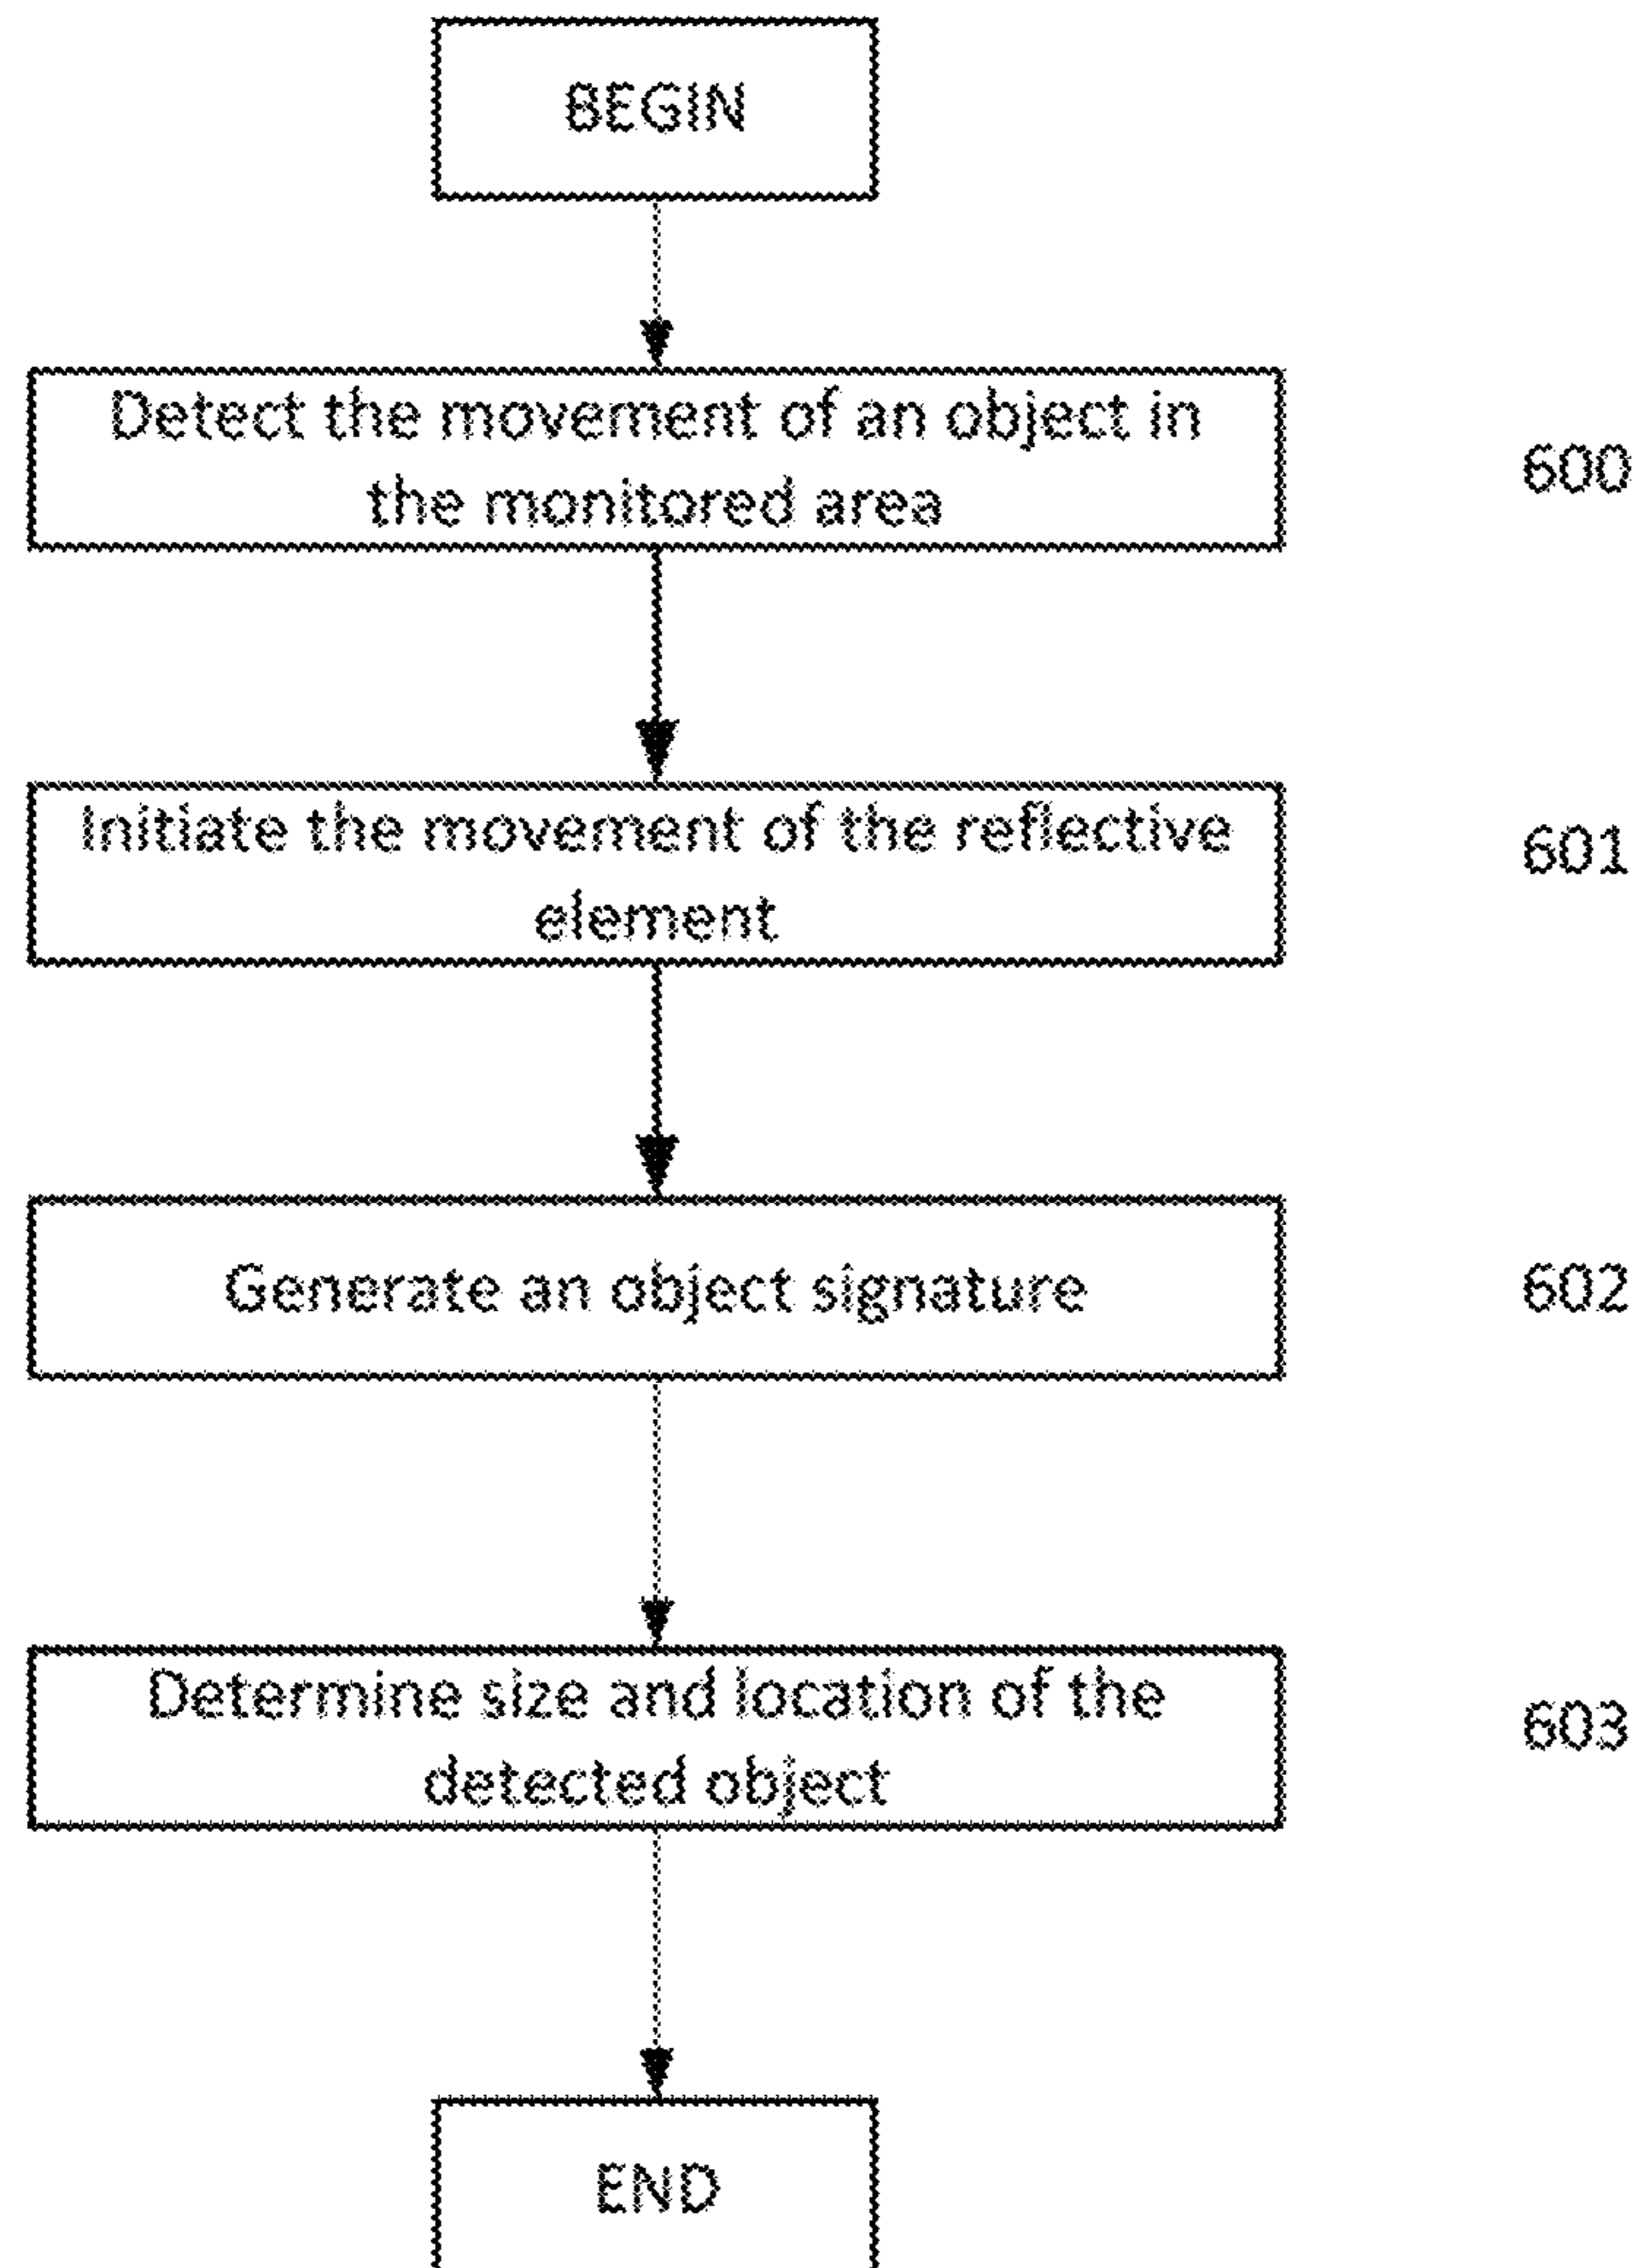 BEGIN
Detect the movement of an object in
the monitored area
600
Initiate the movement of the reflective
element
601
Generate an object signature
602
Determine size and location of the
detected object
603
END